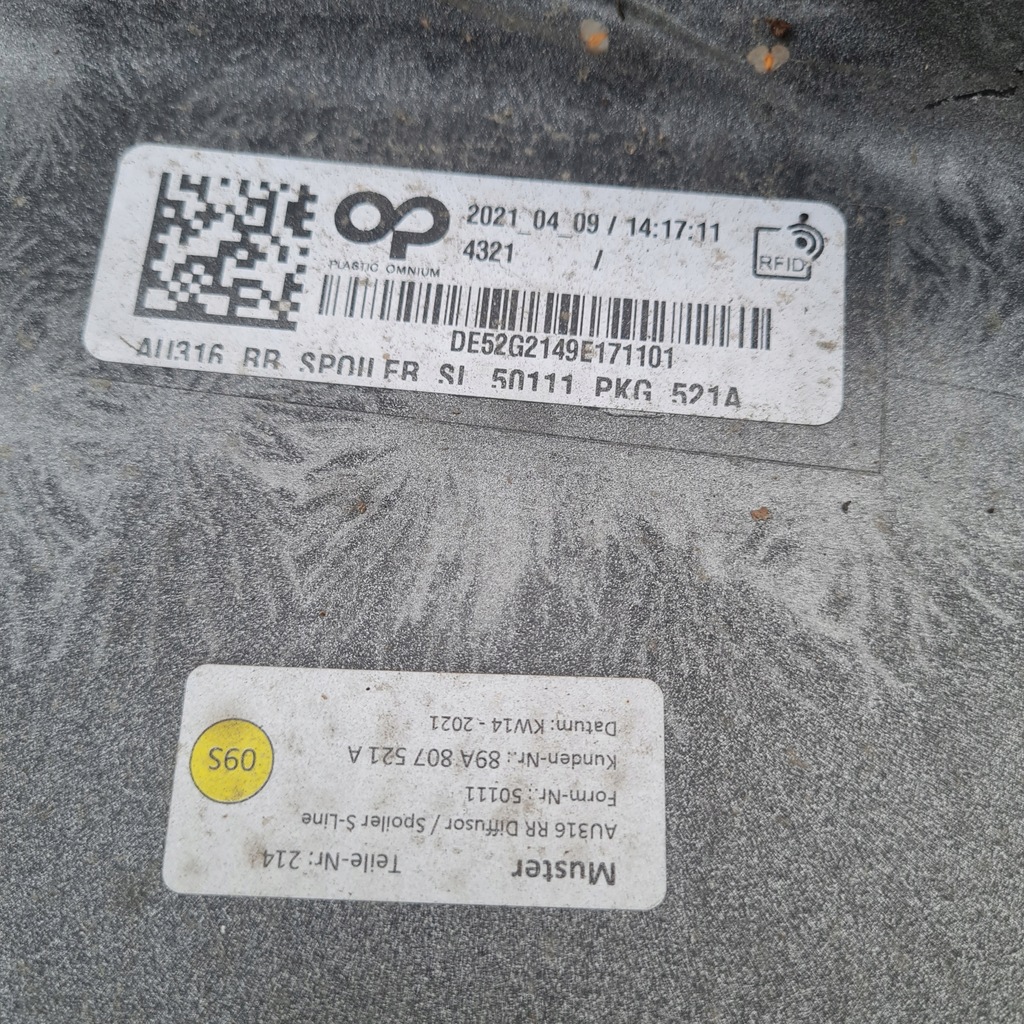 2021_04_09 / 14:17:11
4321 /
RFID
PLASTIC OMNIUM
DE52G2149E171101
AU316 RR SPOILER SL 50111 PKG 521A
Muster Teile-Nr: 214
AU316 RR Diffusor / Spoiler S-Line
Form-Nr.: 50111
Kunden-Nr.: 89A 807 521 A
Datum: KW14 - 2021
09S